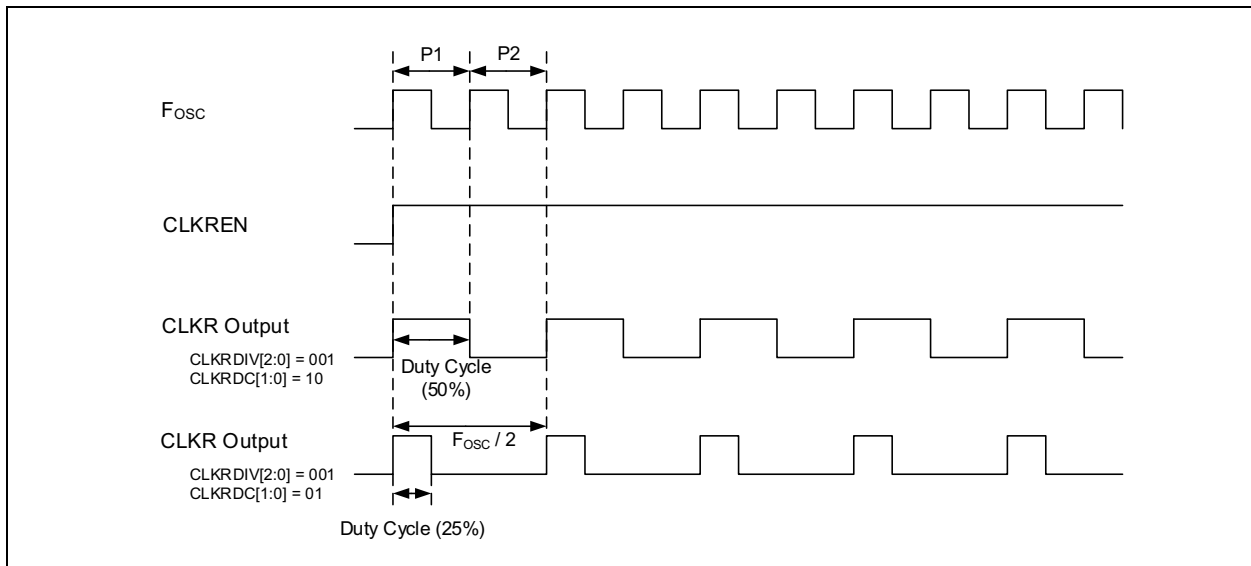 P1
P2
FOSC
CLKREN
CLKR Output
CLKRDIV[2:0] = 001
CLKRDC[1:0] = 10
Duty Cycle
(50%)
FOSC / 2
CLKR Output
CLKRDIV[2:0] = 001
CLKRDC[1:0] = 01
Duty Cycle (25%)